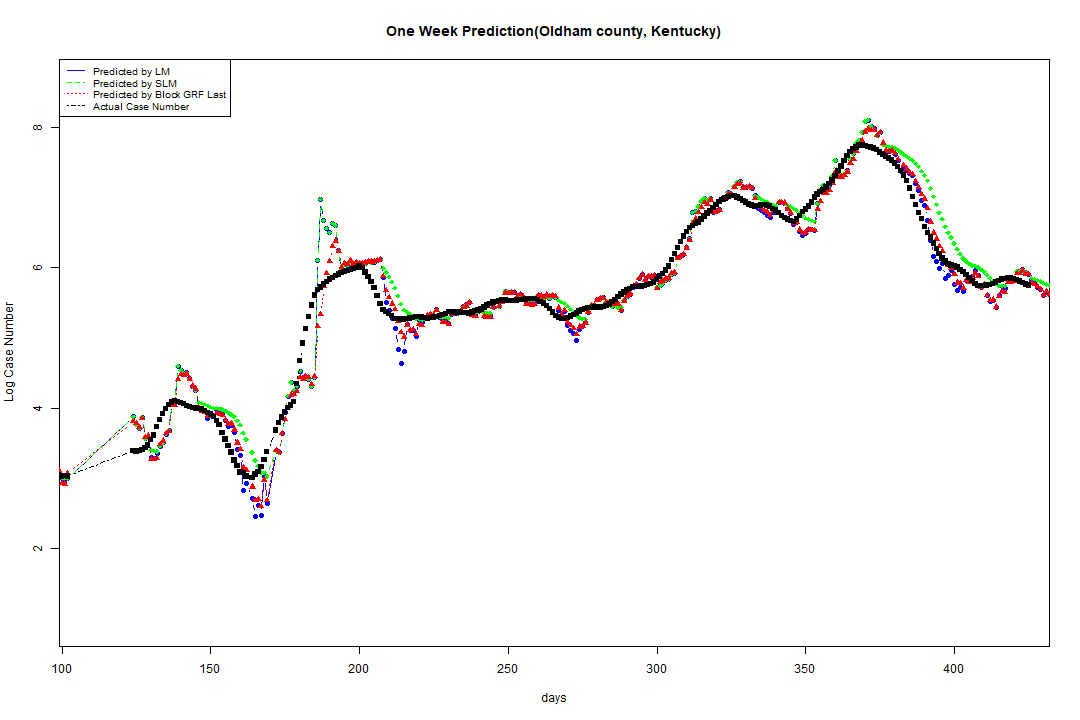 One Week Prediction(Oldham county, Kentucky)
Predicted by LM
Predicted by SLM
Predicted by Block GRF Last
Actual Case Number
8
6
4
2
Log Case Number
100 150 200 250 300 350 400
days